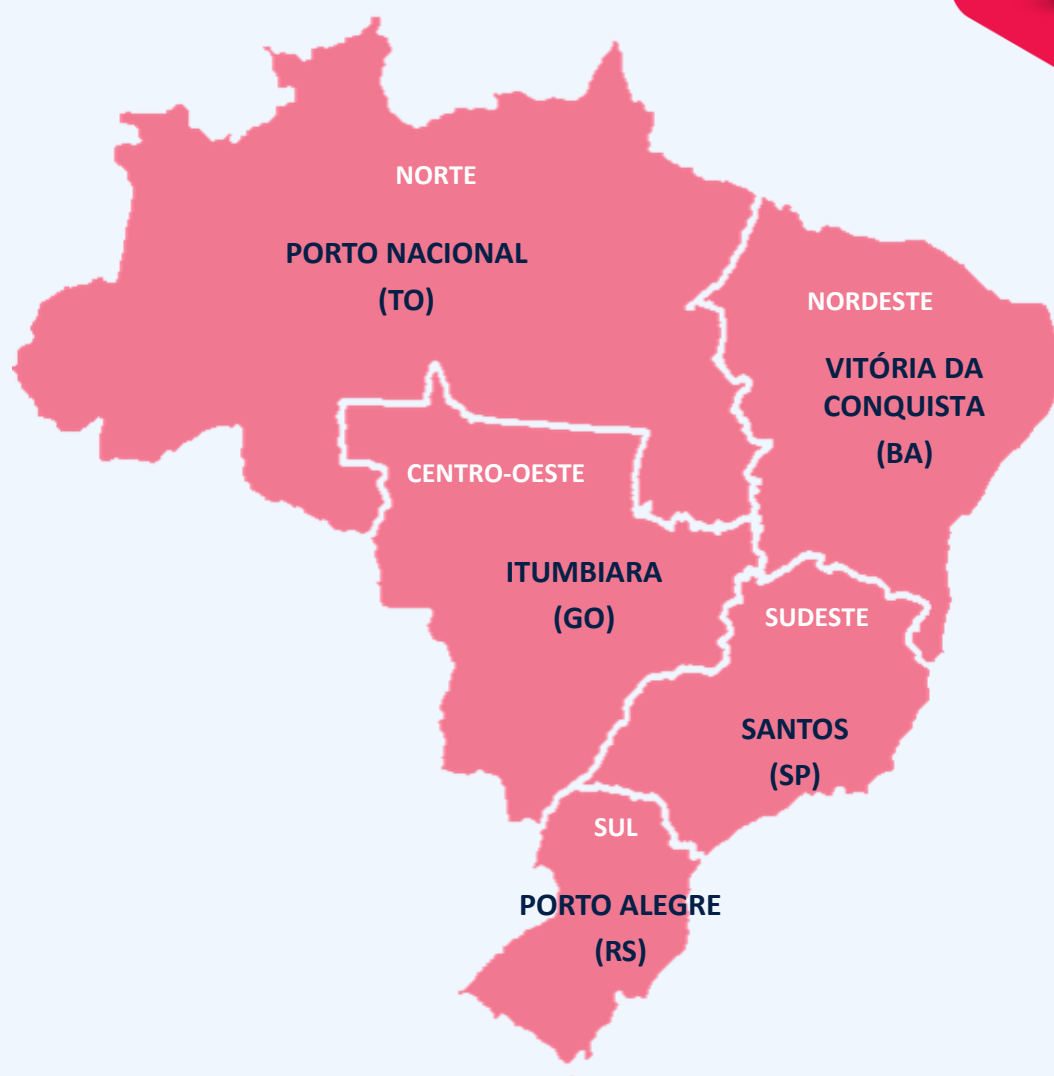 NORTE
PORTO NACIONAL
(TO)
NORDESTE
VITÓRIA DA
CONQUISTA
(BA)
CENTRO-OESTE
ITUMBIARA
(GO)
SUDESTE
SANTOS
(SP)
SUL
PORTO ALEGRE
(RS)